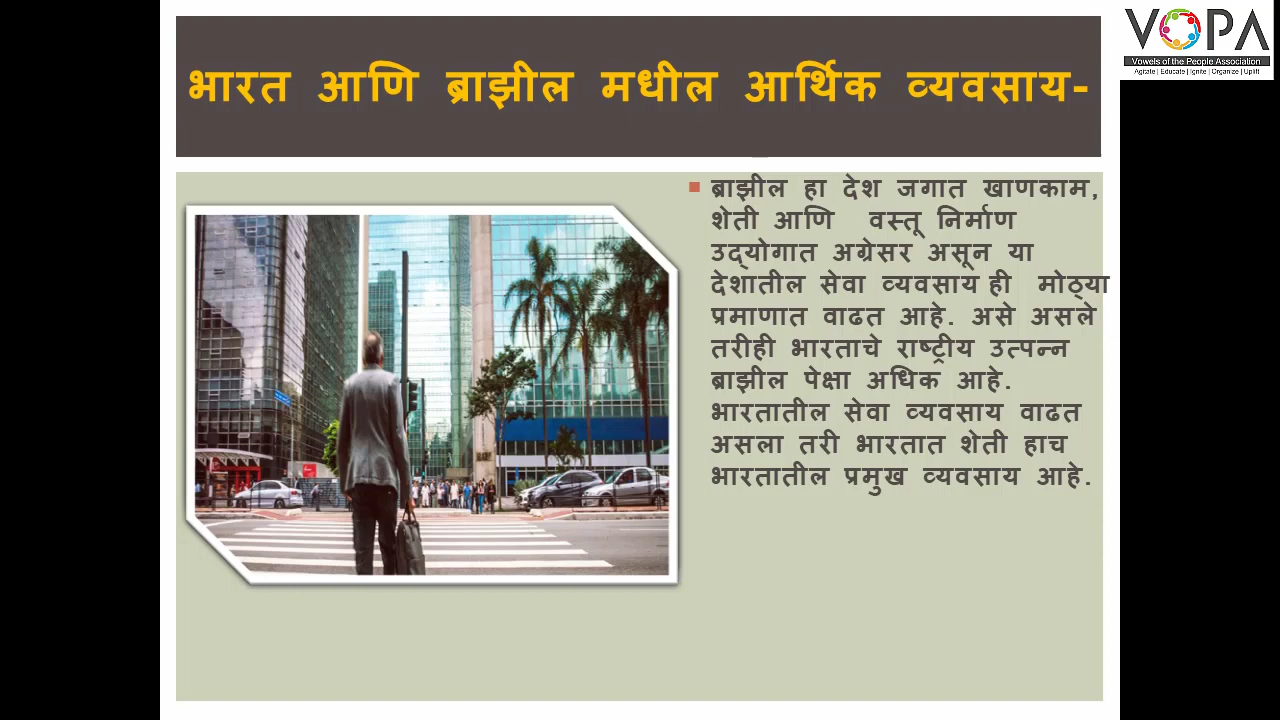 VOPA
Vowels of the People Association
Agitate | Educate | Ignite | Organize | Uplift
भारत आणि ब्राझील मधील आर्थिक व्यवसाय-
ब्राझील हा देश जगात खाणकाम,
शेती आणि वस्तू निर्माण
उद्योगात अग्रेसर असून या
देशातील सेवा व्यवसाय ही मोठ्या
प्रमाणात वाढत आहे. असे असले
तरीही भारताचे राष्ट्रीय उत्पन्न
ब्राझील पेक्षा अधिक आहे.
भारतातील सेवा व्यवसाय वाढत
असला तरी भारतात शेती हाच
भारतातील प्रमुख व्यवसाय आहे.